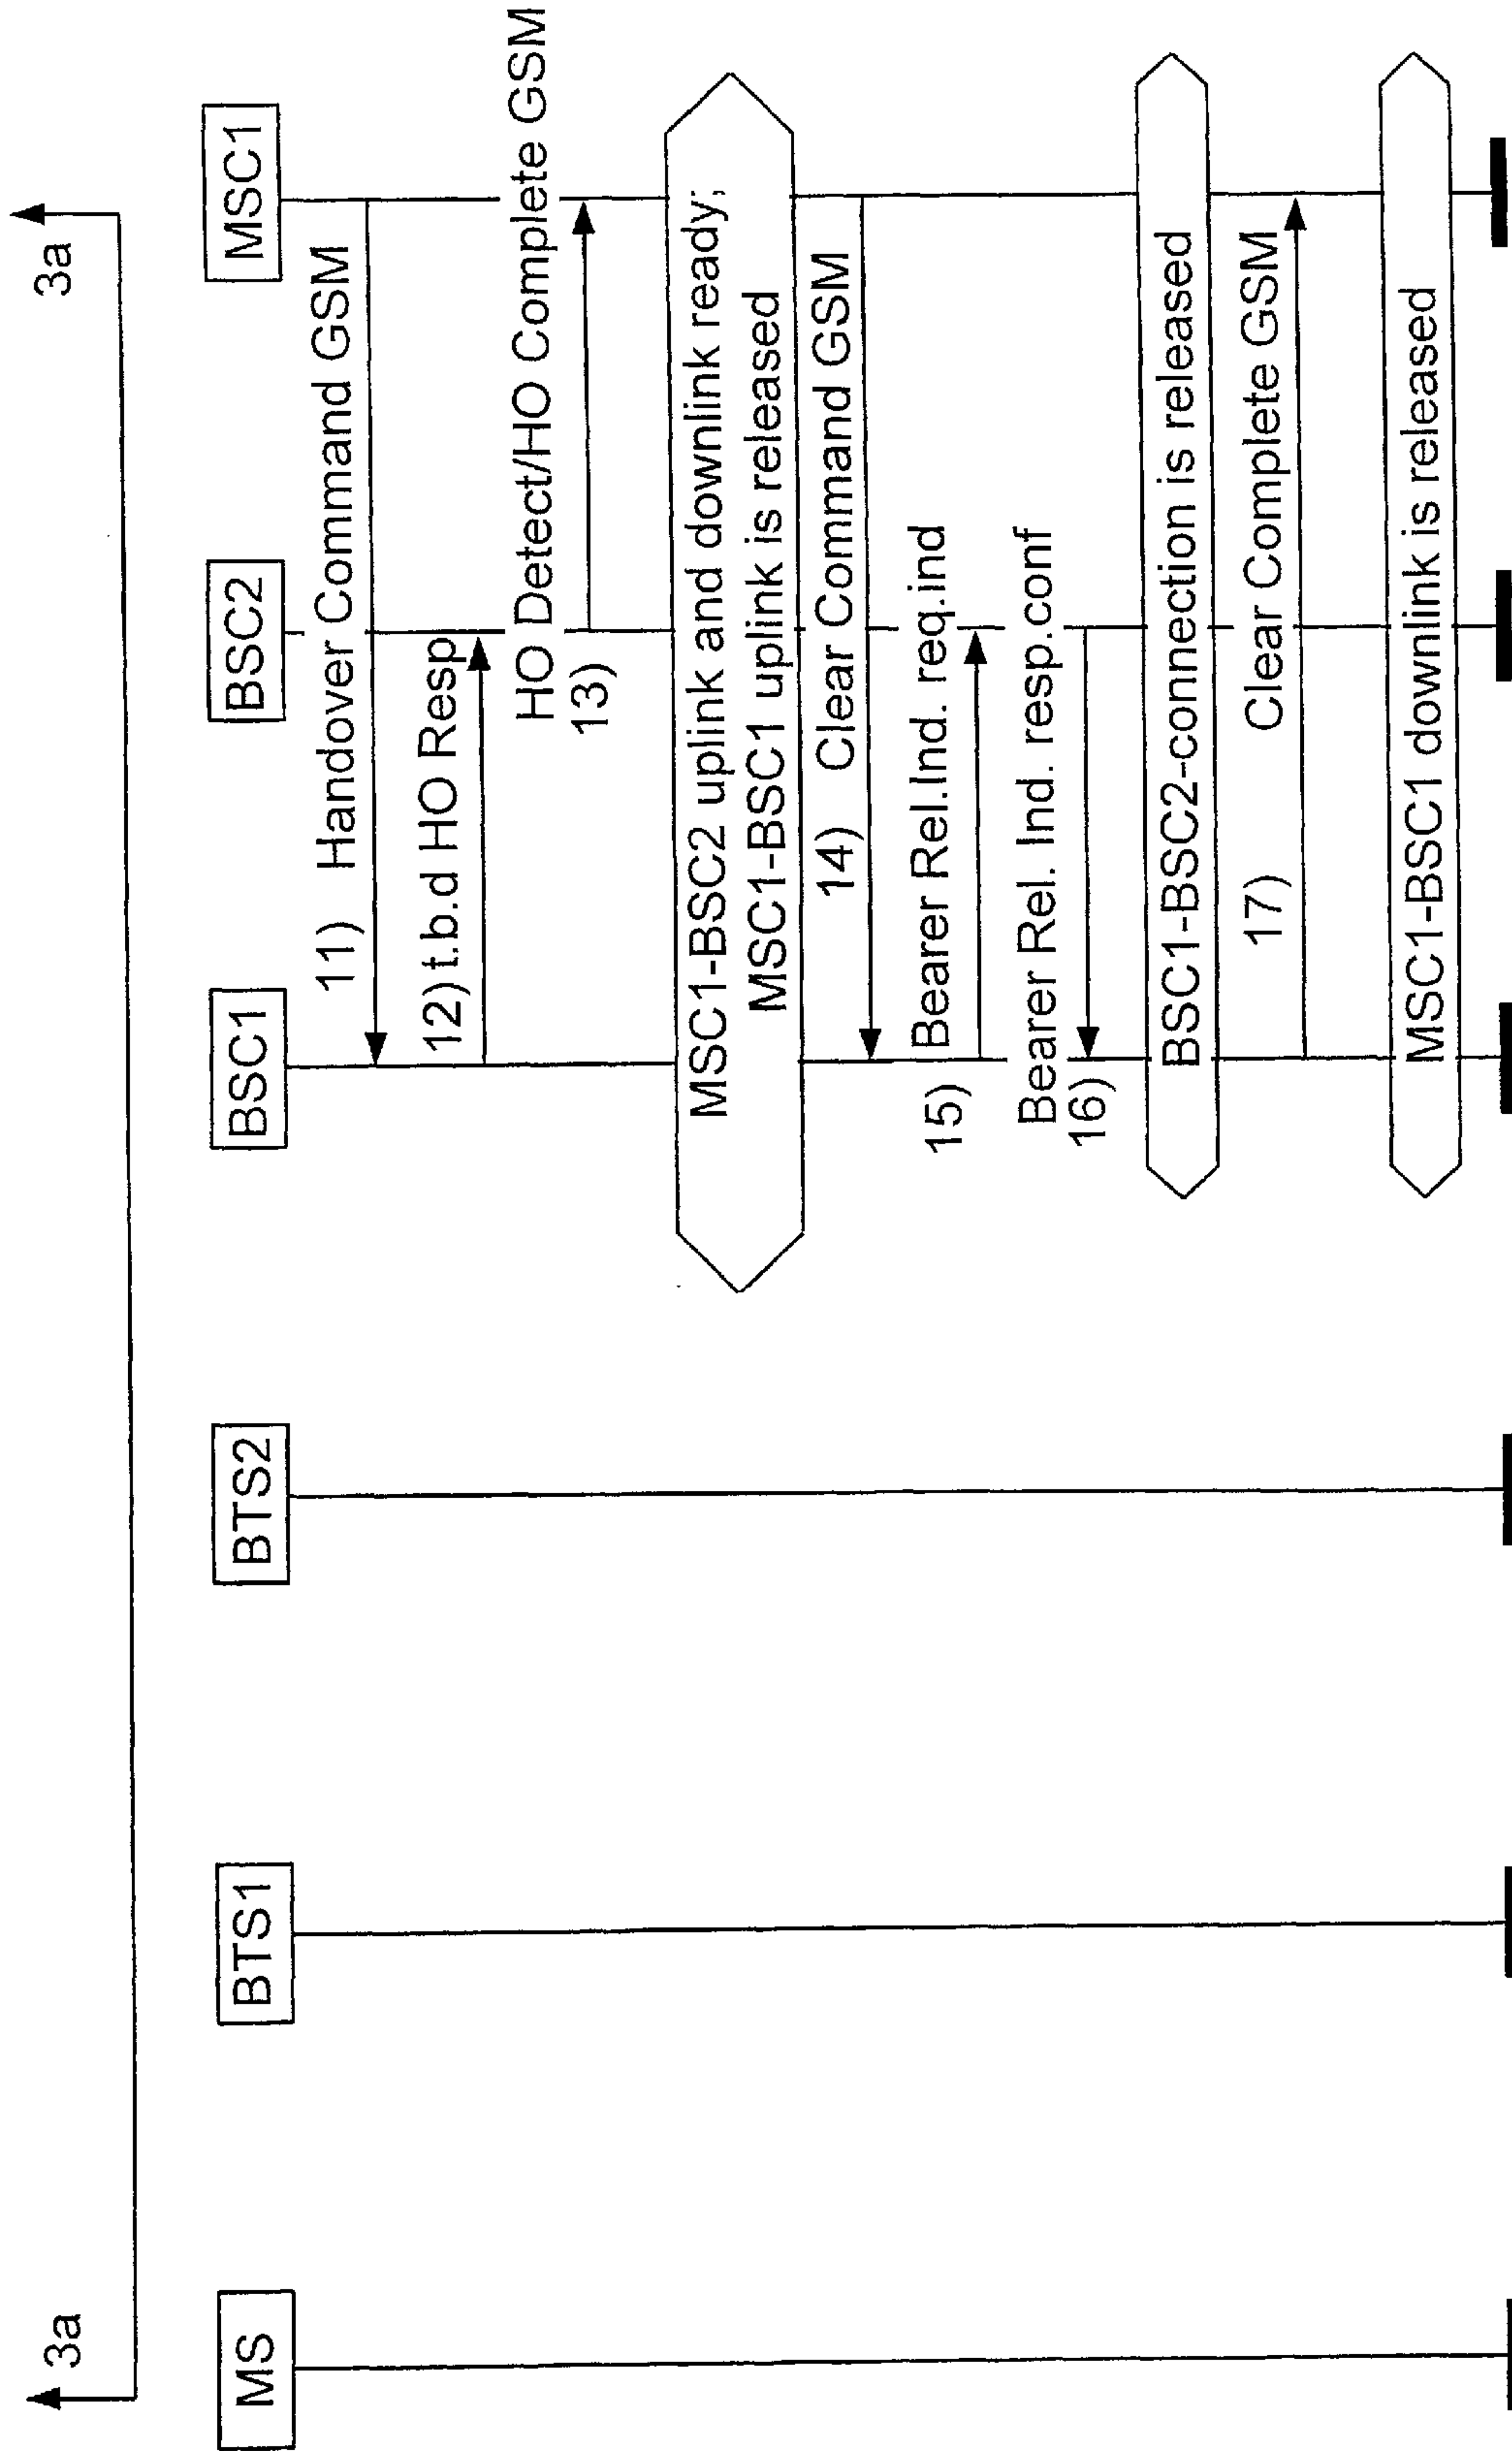 3a
3a
MS
BTS1
BTS2
BSC1
BSC2
MSC1
11) Handover Command GSM
12) t.b.d HO Resp
HO Detect/HO Complete GSM
13)
MSC1-BSC2 uplink and downlink ready;
MSC1-BSC1 uplink is released
14) Clear Command GSM
15) Bearer Rel.Ind. req.ind
Bearer Rel. Ind. resp.conf
16)
BSC1-BSC2-connection is released
17) Clear Complete GSM
MSC1-BSC1 downlink is released